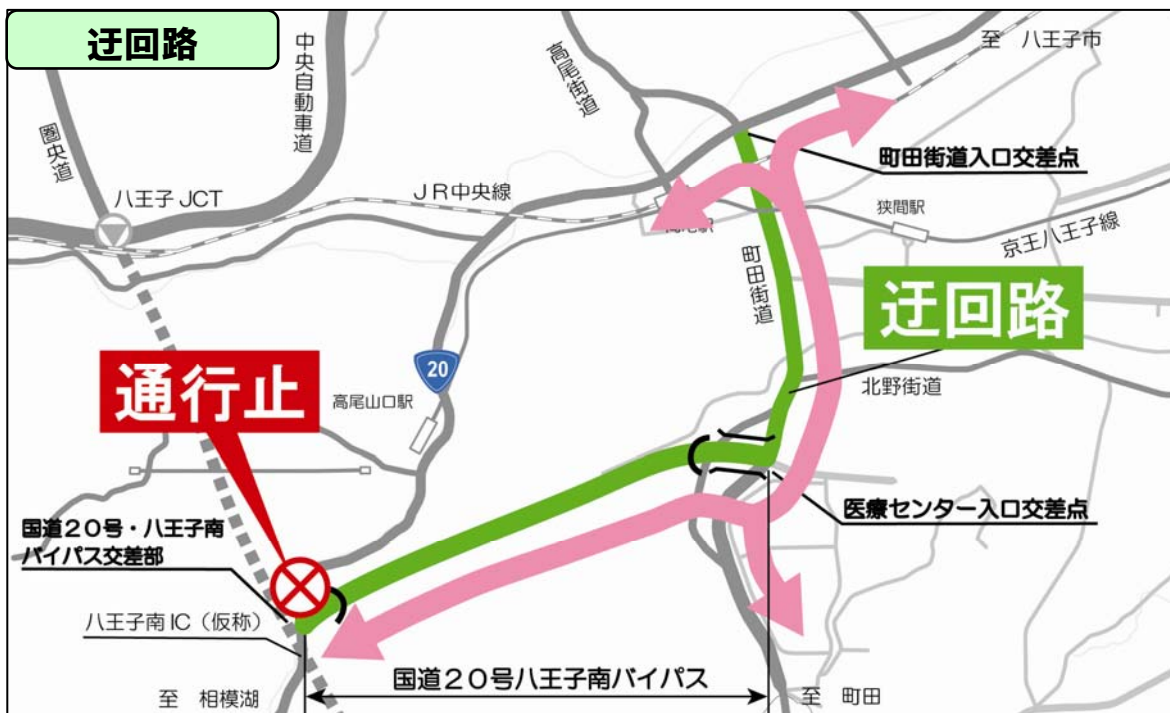 迂回路
中央自動車道
高尾街道
至 八王子市
圏央道
町田街道入口交差点
八王子JCT
JR中央線
狭間駅
高尾駅
京王八王子線
町田街道
迂回路
20
通行止
高尾山口駅
北野街道
医療センター入口交差点
国道20号・八王子南
バイパス交差部
八王子南IC（仮称）
国道20号八王子南バイパス
至 相模湖
至 町田